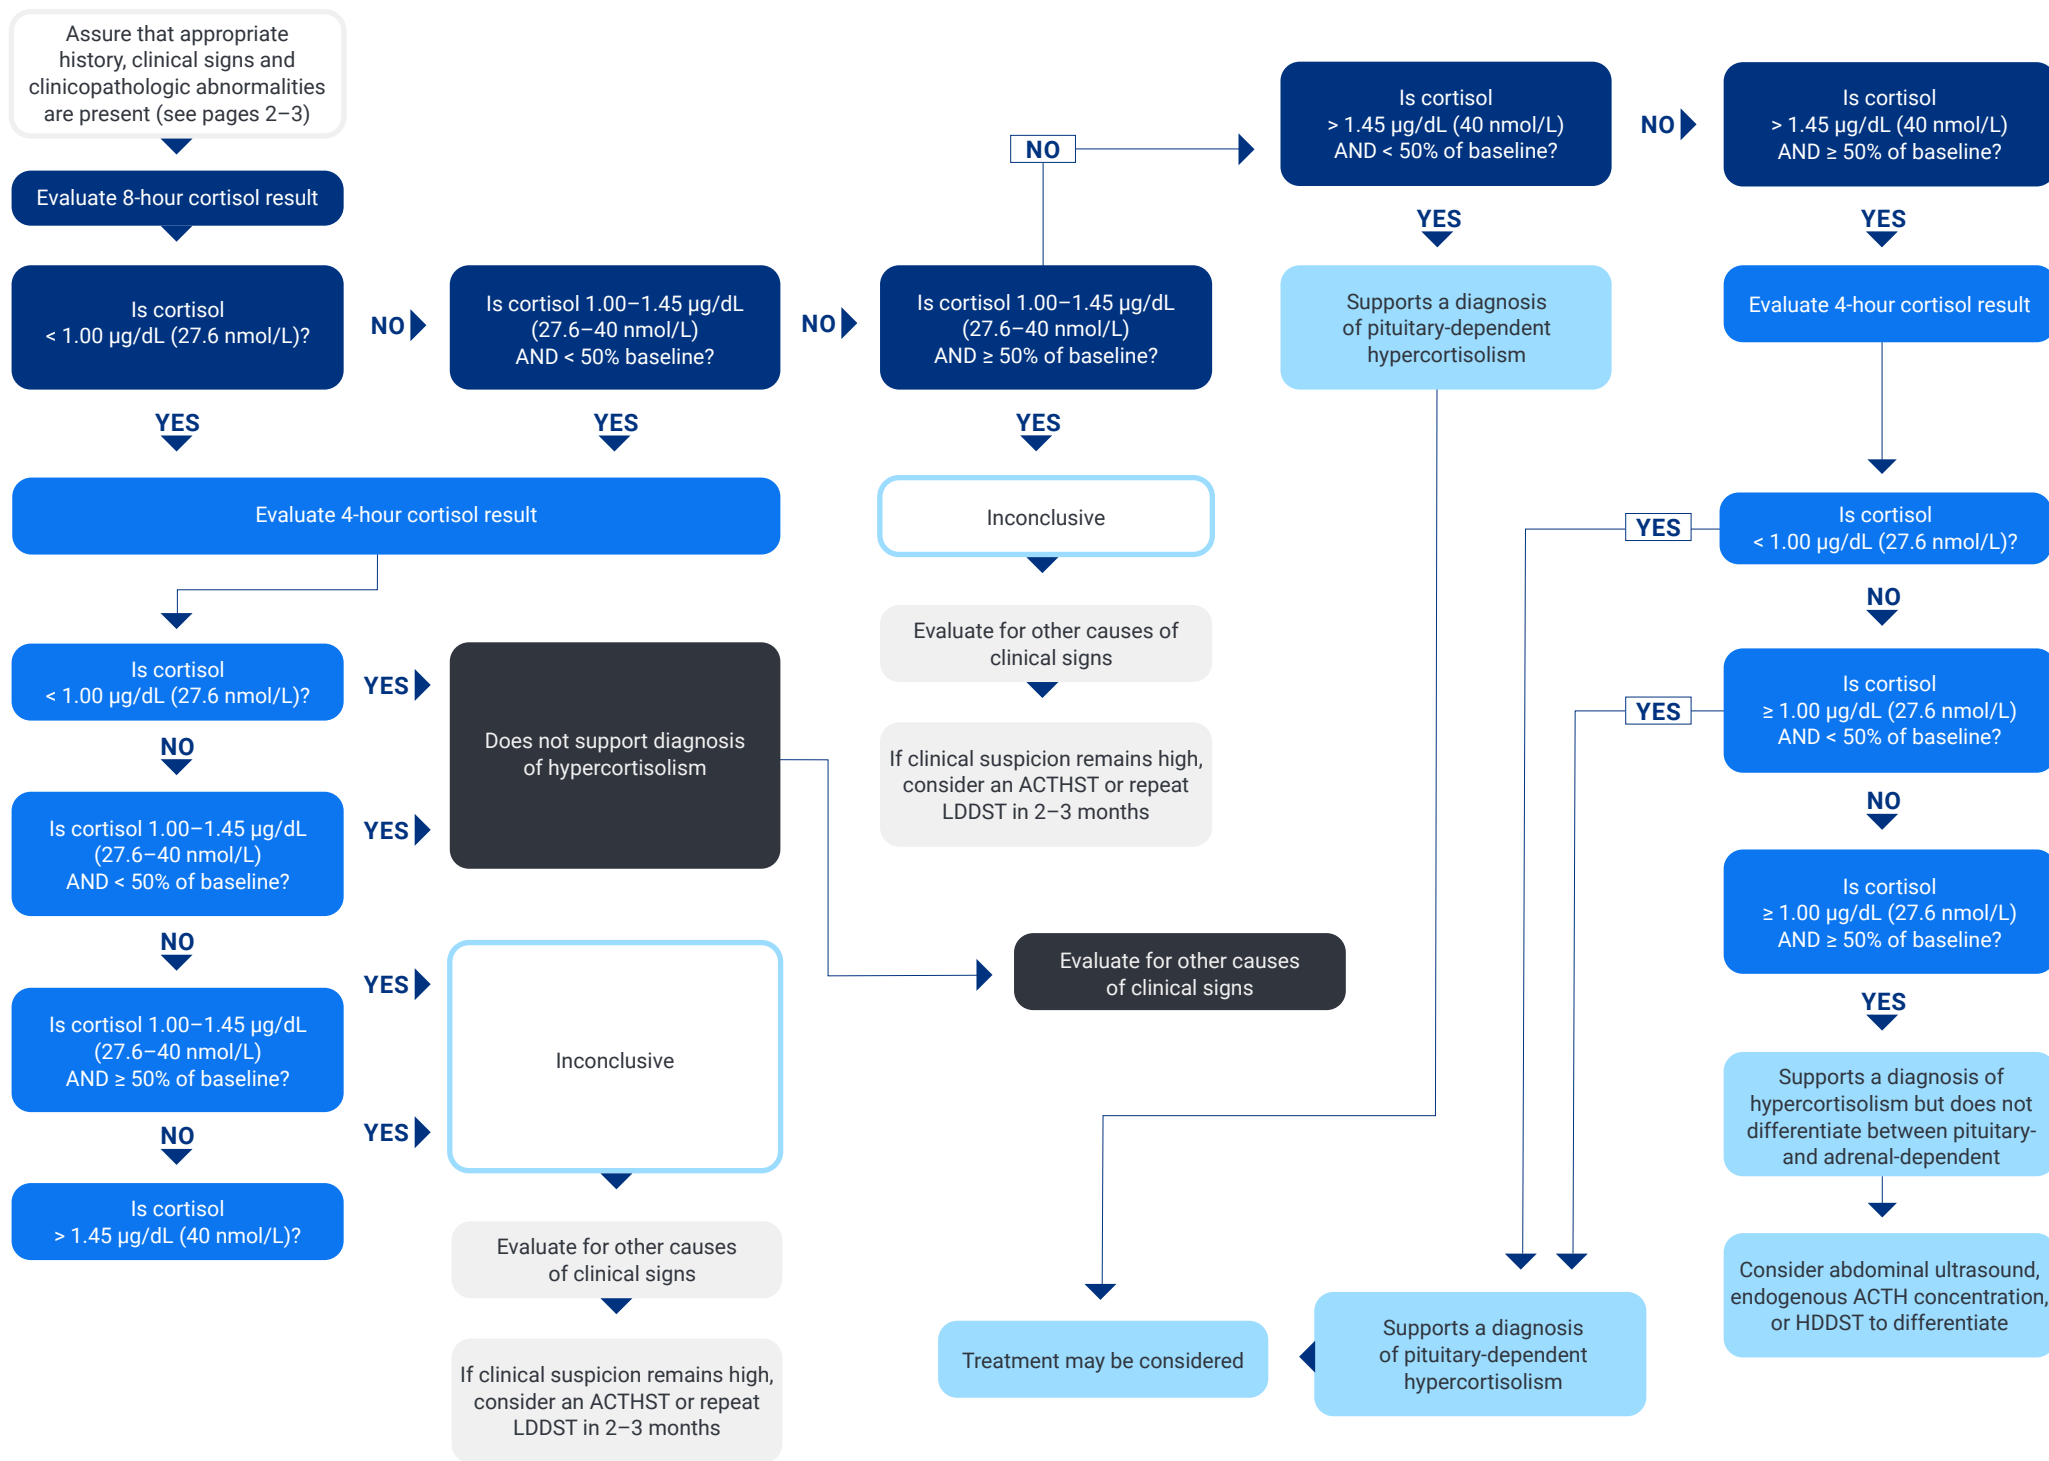 Assure that appropriate
history, clinical signs and
clinicopathologic abnormalities
are present (see pages 2–3)
Evaluate 8-hour cortisol result
Is cortisol
< 1.00 µg/dL (27.6 nmol/L)?
NO
Is cortisol 1.00–1.45 µg/dL
(27.6–40 nmol/L)
AND < 50% baseline?
NO
Is cortisol 1.00–1.45 µg/dL
(27.6–40 nmol/L)
AND ≥ 50% of baseline?
NO
Is cortisol
> 1.45 µg/dL (40 nmol/L)
AND < 50% of baseline?
NO
Is cortisol
> 1.45 µg/dL (40 nmol/L)
AND ≥ 50% of baseline?
YES
YES
YES
YES
YES
Supports a diagnosis
of pituitary-dependent
hypercortisolism
Evaluate 4-hour cortisol result
Evaluate 4-hour cortisol result
Inconclusive
Evaluate for other causes of
clinical signs
If clinical suspicion remains high,
consider an ACTHST or repeat
LDDST in 2–3 months
Is cortisol
< 1.00 µg/dL (27.6 nmol/L)?
YES
NO
Is cortisol 1.00–1.45 µg/dL
(27.6–40 nmol/L)
AND < 50% of baseline?
YES
Does not support diagnosis
of hypercortisolism
Evaluate for other causes
of clinical signs
NO
Is cortisol 1.00–1.45 µg/dL
(27.6–40 nmol/L)
AND ≥ 50% of baseline?
YES
NO
Is cortisol
> 1.45 µg/dL (40 nmol/L)?
YES
Inconclusive
Evaluate for other causes
of clinical signs
If clinical suspicion remains high,
consider an ACTHST or repeat
LDDST in 2–3 months
Is cortisol
< 1.00 µg/dL (27.6 nmol/L)?
YES
NO
Is cortisol
≥ 1.00 µg/dL (27.6 nmol/L)
AND < 50% of baseline?
YES
NO
Is cortisol
≥ 1.00 µg/dL (27.6 nmol/L)
AND ≥ 50% of baseline?
YES
Supports a diagnosis of
hypercortisolism but does not
differentiate between pituitary-
and adrenal-dependent
Consider abdominal ultrasound,
endogenous ACTH concentration,
or HDDST to differentiate
Supports a diagnosis
of pituitary-dependent
hypercortisolism
Treatment may be considered